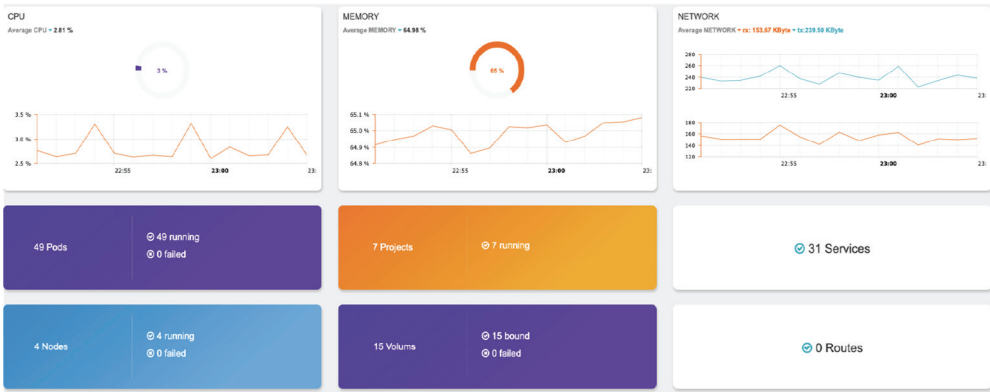 CPU
Average CPU = 2.81 %
3 %
3.5 %
3.0 %
2.5 %
22:55
23:00
23:
MEMORY
Average MEMORY = 64.98 %
65 %
65.1 %
65.0 %
64.9 %
64.8 %
22:55
23:00
23:
NETWORK
Average NETWORK = rx: 153.67 KByte = tx:239.50 KByte
280
260
240
220
22:55
23:00
23:
180
160
140
22:55
23:00
23:
49 Pods
49 running
0 failed
7 Projects
7 running
31 Services
4 Nodes
4 running
0 failed
15 Volums
15 bound
0 failed
0 Routes